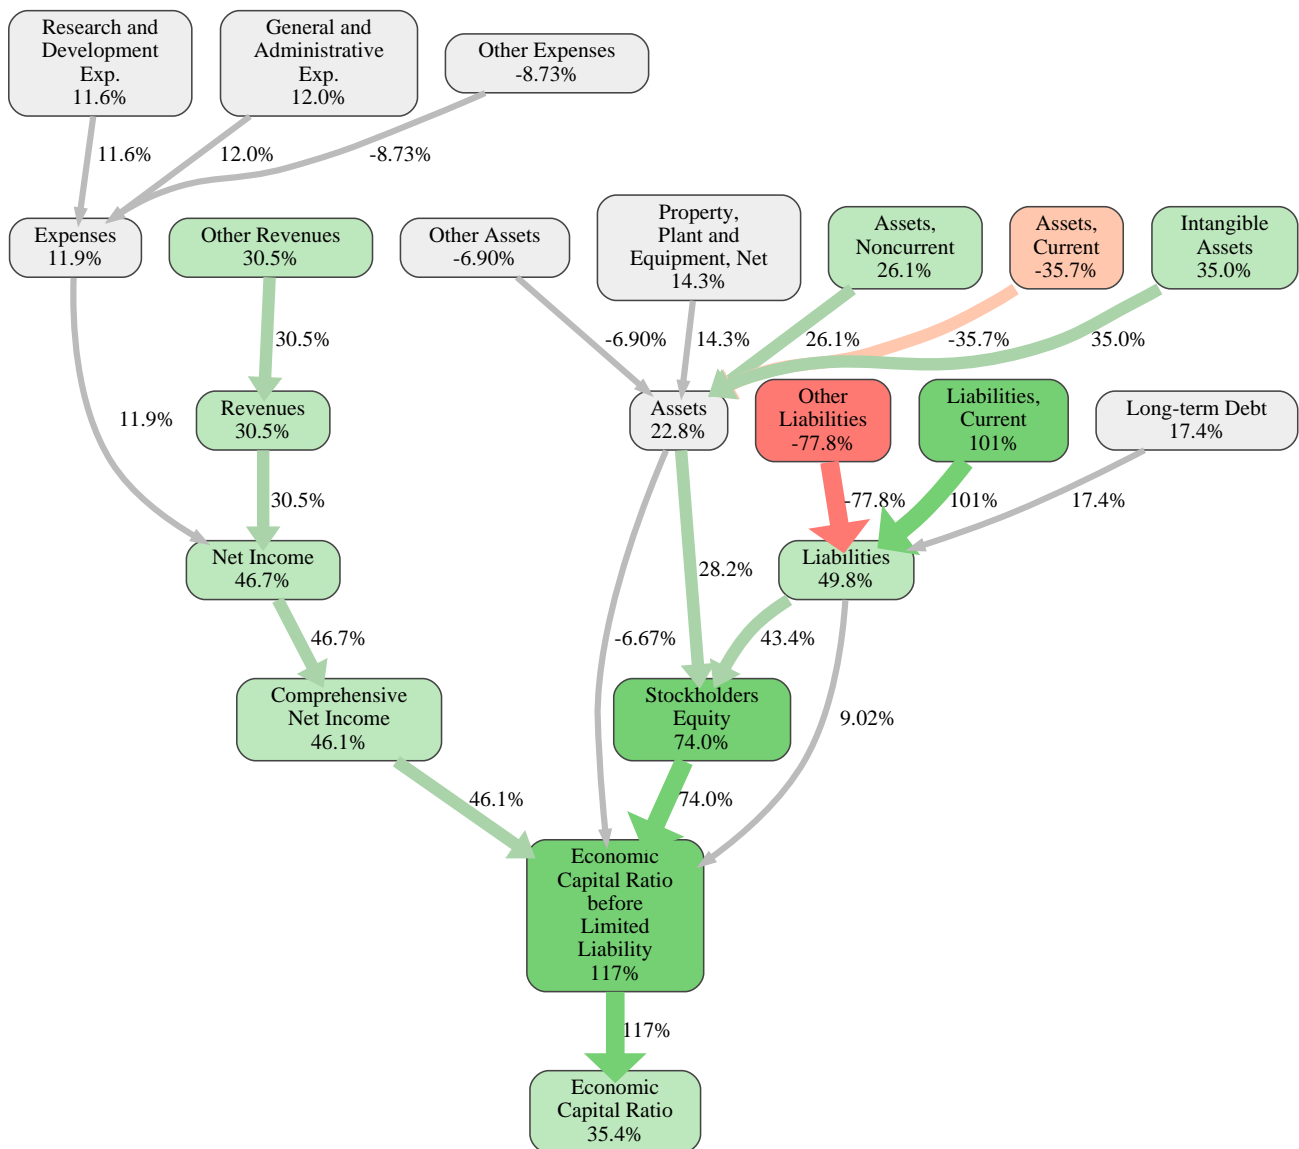 Research and
Development
Exp.
11.6%
General and
Administrative
Exp.
12.0%
Other Expenses
-8.73%
11.6%
12.0%
-8.73%
Expenses
11.9%
Other Revenues
30.5%
Other Assets
-6.90%
Property,
Plant and
Equipment, Net
14.3%
Assets,
Noncurrent
26.1%
Assets,
Current
-35.7%
Intangible
Assets
35.0%
30.5%
-6.90%
14.3%
26.1%
-35.7%
35.0%
11.9%
Revenues
30.5%
Assets
22.8%
Other
Liabilities
-77.8%
Liabilities,
Current
101%
Long-term Debt
17.4%
30.5%
-77.8%
101%
17.4%
Net Income
46.7%
28.2%
Liabilities
49.8%
46.7%
-6.67%
43.4%
Comprehensive
Net Income
46.1%
Stockholders
Equity
74.0%
9.02%
46.1%
74.0%
Economic
Capital Ratio
before
Limited
Liability
117%
117%
Economic
Capital Ratio
35.4%